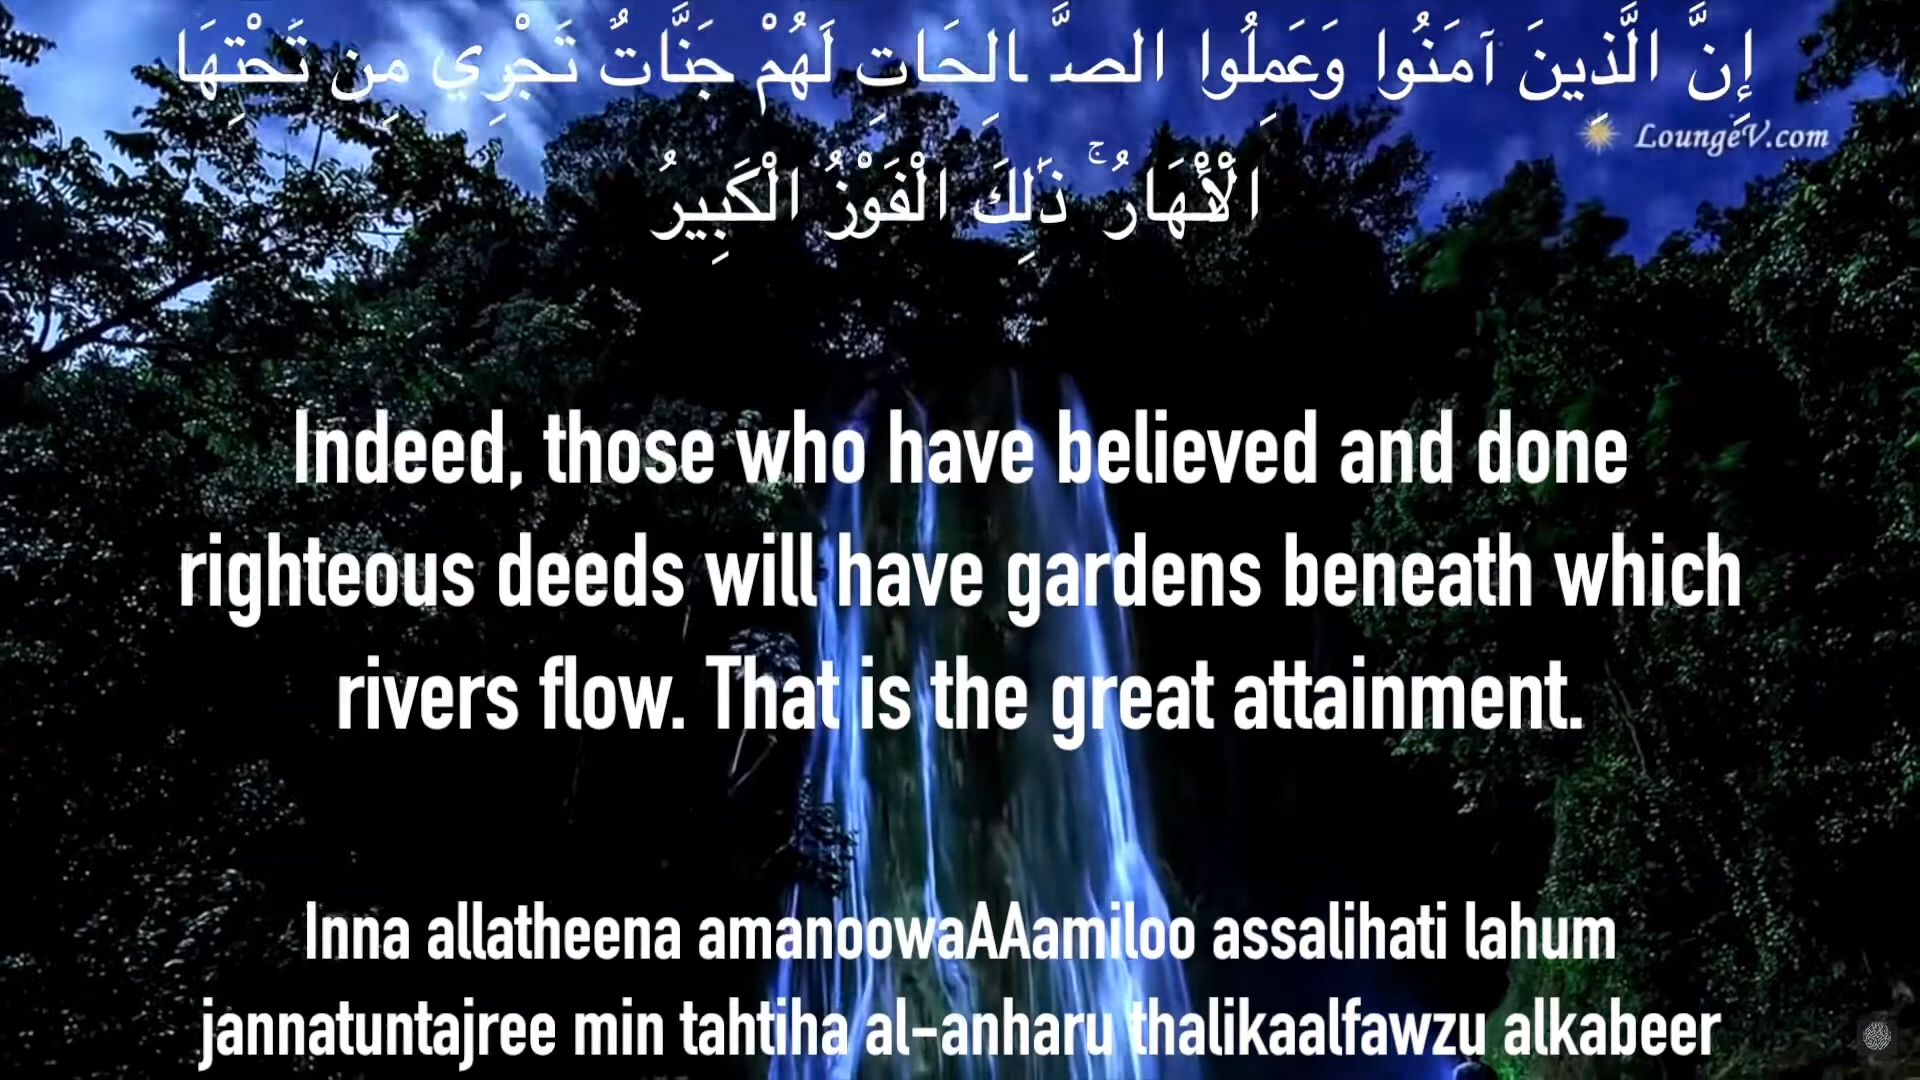 إِنَّ الَّذِينَ آمَنُوا وَعَمِلُوا الصَّالِحَاتِ لَهُمْ جَنَّاتٌ تَجْرِي مِن تَحْتِهَا
LoungeV.com
الْأَنْهَارُ ۚ ذَٰلِكَ الْفَوْزُ الْكَبِيرُ
Indeed, those who have believed and done
righteous deeds will have gardens beneath which
rivers flow. That is the great attainment.
Inna allatheena amanoowaAAamiloo assalihati lahum
jannatuntajree min tahtiha al-anharu thalikaalfawzu alkabeer